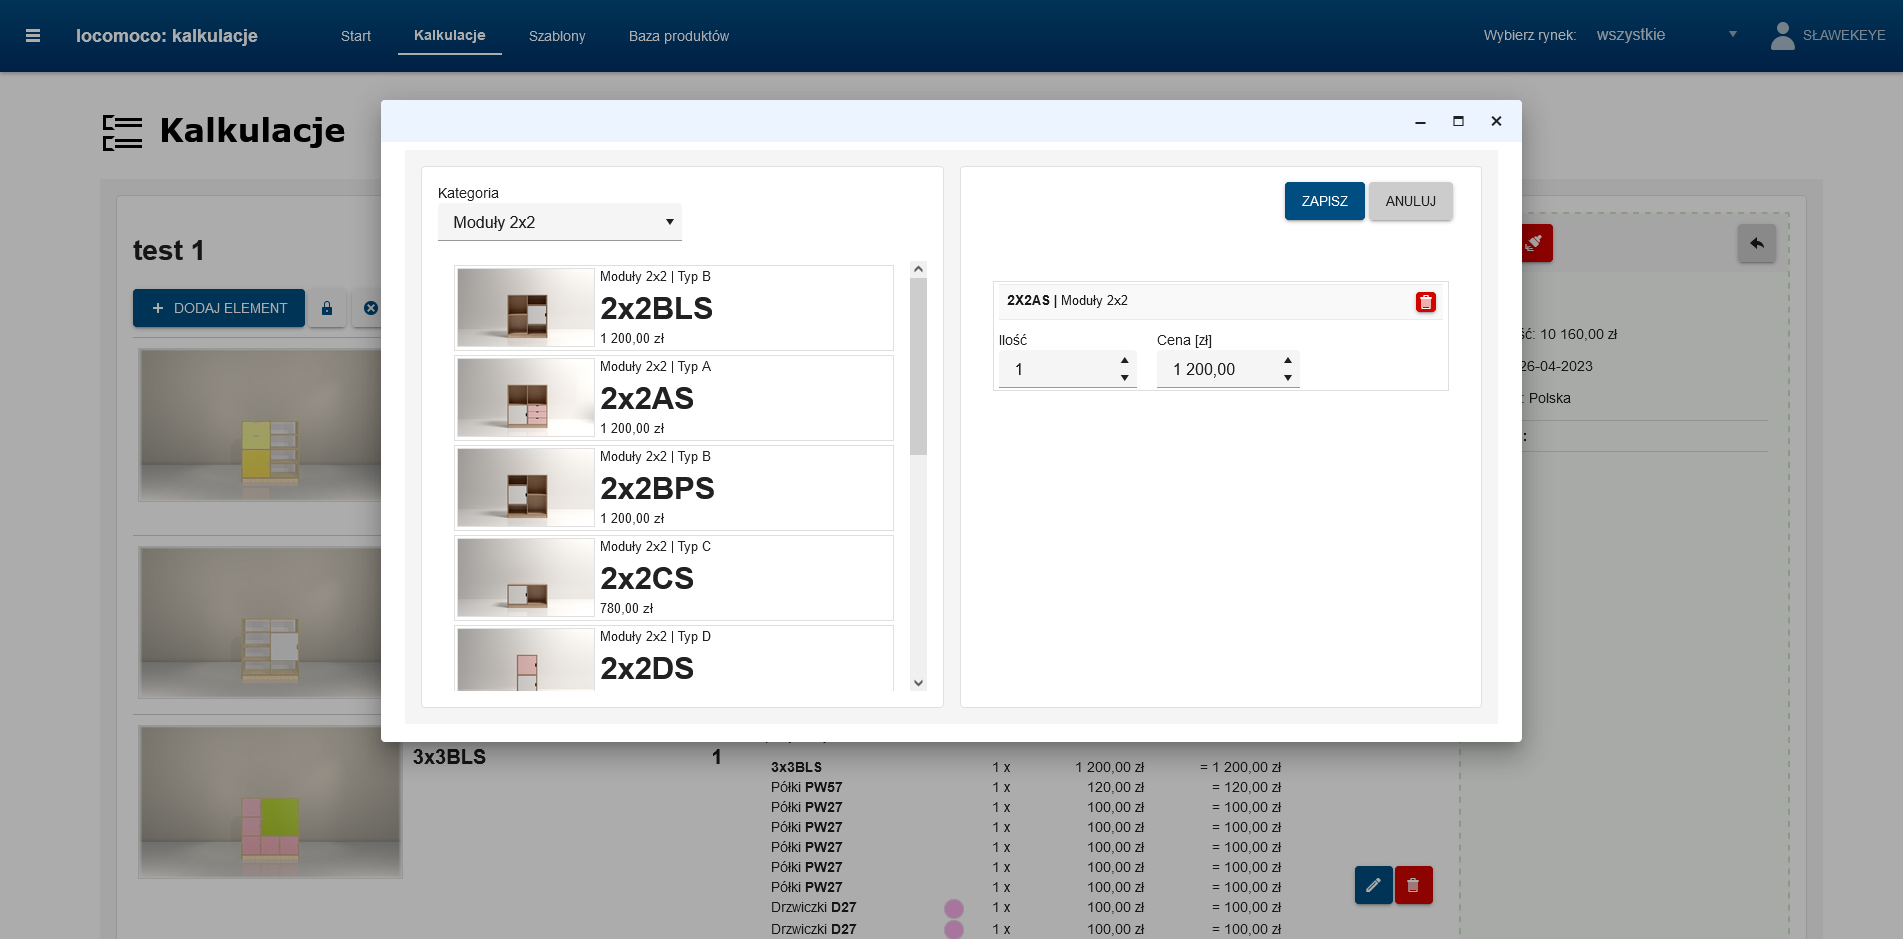 locomoco: kalkulacje Start Kalkulacje Szablony Baza produktów Wybierz rynek: wszystkie SŁAWEKEYE
Kalkulacje
test 1
DODAJ ELEMENT
Kategoria
Moduły 2x2
Moduły 2x2 | Typ B
2x2BLS
1 200,00 zł
Moduły 2x2 | Typ A
2x2AS
1 200,00 zł
Moduły 2x2 | Typ B
2x2BPS
1 200,00 zł
Moduły 2x2 | Typ C
2x2CS
780,00 zł
Moduły 2x2 | Typ D
2x2DS
ZAPISZ ANULUJ
2X2AS | Moduły 2x2
Ilość Cena [zł]
1 1 200,00
: 10 160,00 zł
26-04-2023
: Polska
:
3x3BLS 1
3x3BLS 1 x 1 200,00 zł = 1 200,00 zł
Półki PW57 1 x 120,00 zł = 120,00 zł
Półki PW27 1 x 100,00 zł = 100,00 zł
Półki PW27 1 x 100,00 zł = 100,00 zł
Półki PW27 1 x 100,00 zł = 100,00 zł
Półki PW27 1 x 100,00 zł = 100,00 zł
Półki PW27 1 x 100,00 zł = 100,00 zł
Drzwiczki D27 1 x 100,00 zł = 100,00 zł
Drzwiczki D27 1 x 100,00 zł = 100,00 zł